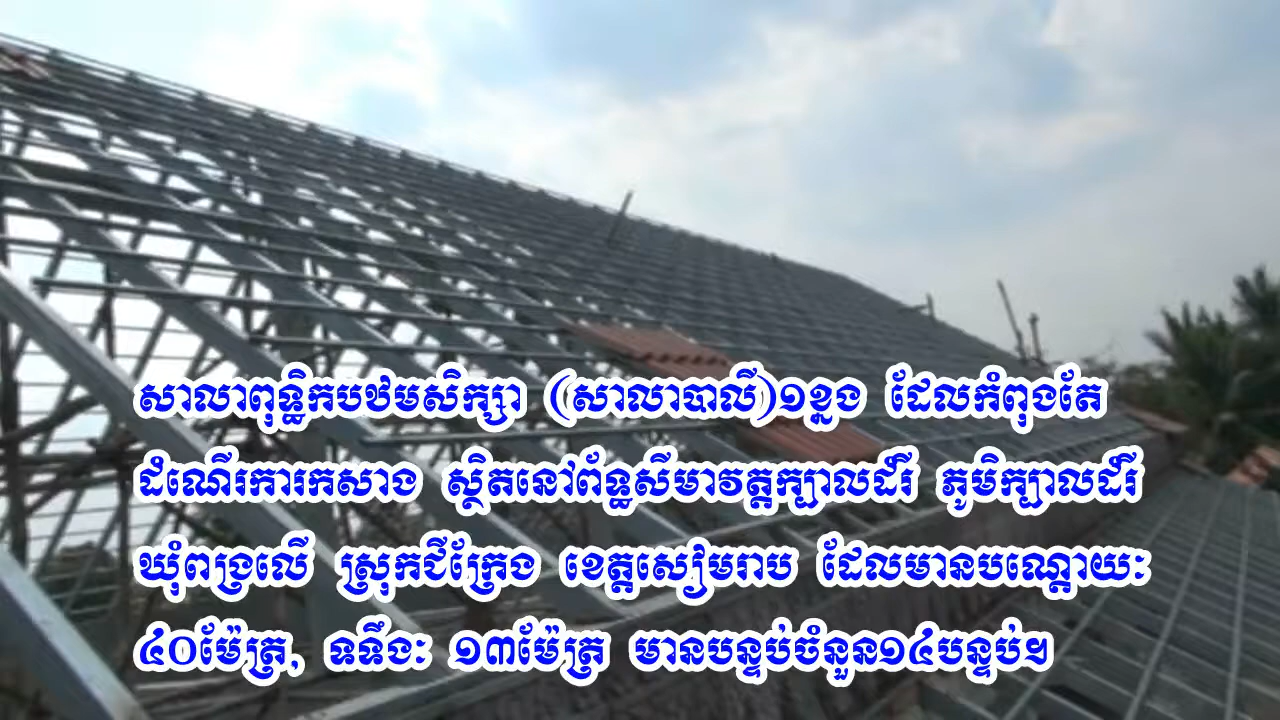 សាលាពុទ្ធិកបឋមសិក្សា (សាលាបាលី)១ខ្នង ដែលកំពុងតែ
ដំណើរការកសាង ស្ថិតនៅព័ទ្ធសីមាវត្តក្បាលដំរី ភូមិក្បាលដំរី
ឃុំពង្រលើ ស្រុកជីក្រែង ខេត្តសៀមរាប ដែលមានបណ្ដោយៈ
៤០ម៉ែត្រ, ទទឹងៈ ១៣ម៉ែត្រ មានបន្ទប់ចំនួន១៤បន្ទប់។